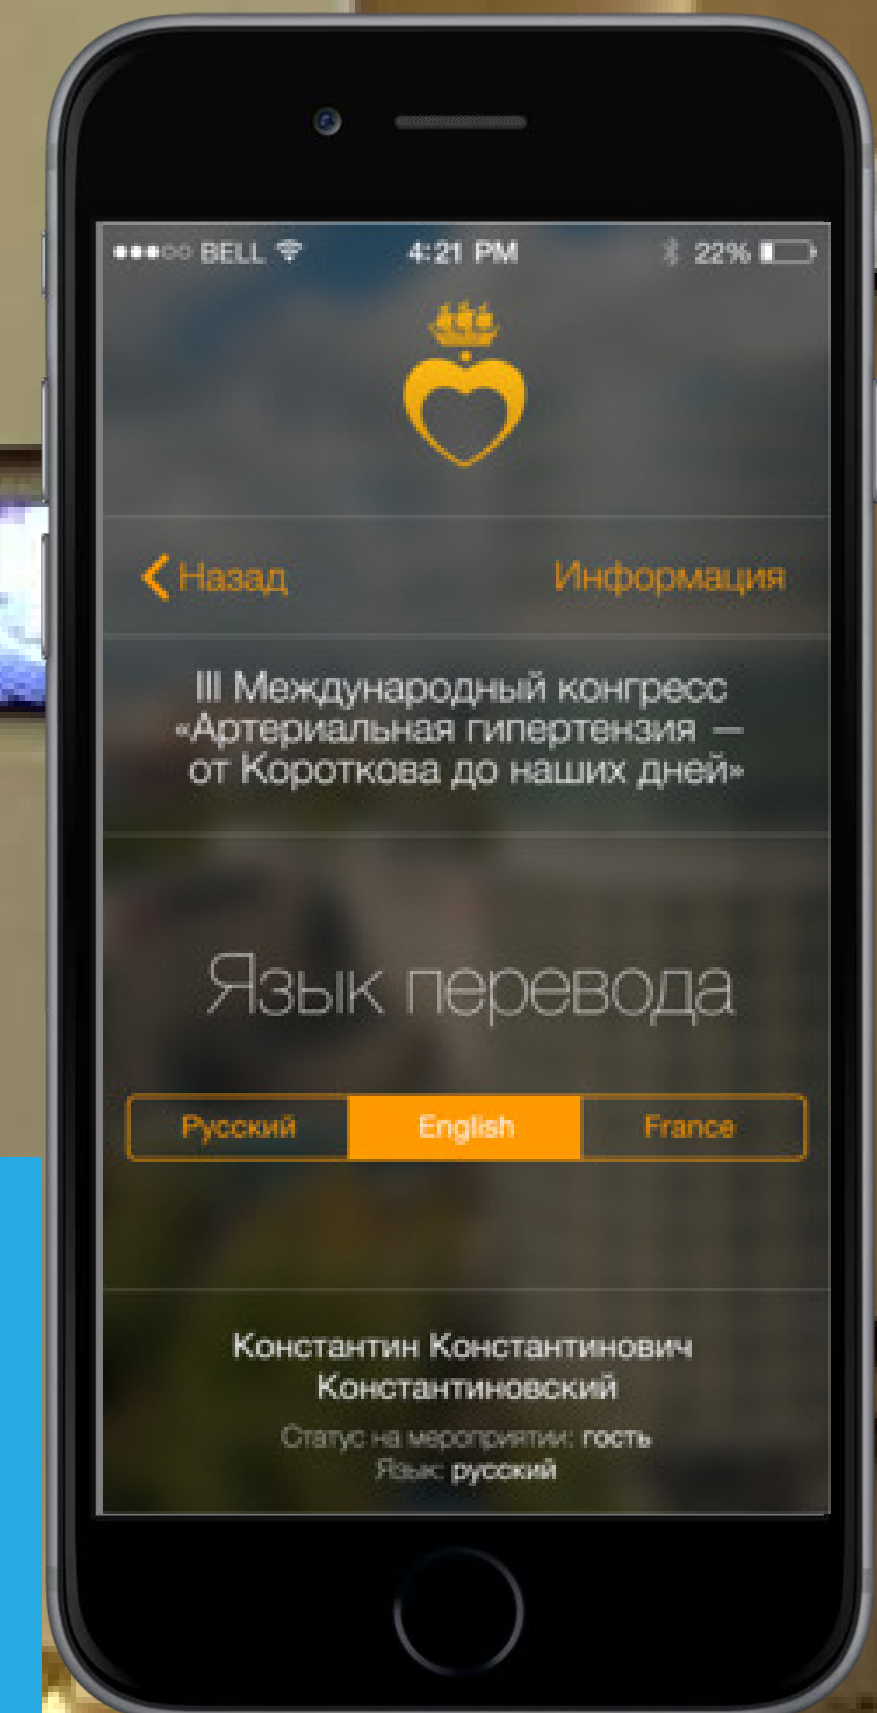 BELL 4:21 PM 22%
Назад Информация
III Международный конгресс
«Артериальная гипертензия —
от Короткова до наших дней»
Язык перевода
Русский English France
Константин Константинович
Константиновский
Статус на мероприятии: гость
Язык: русский